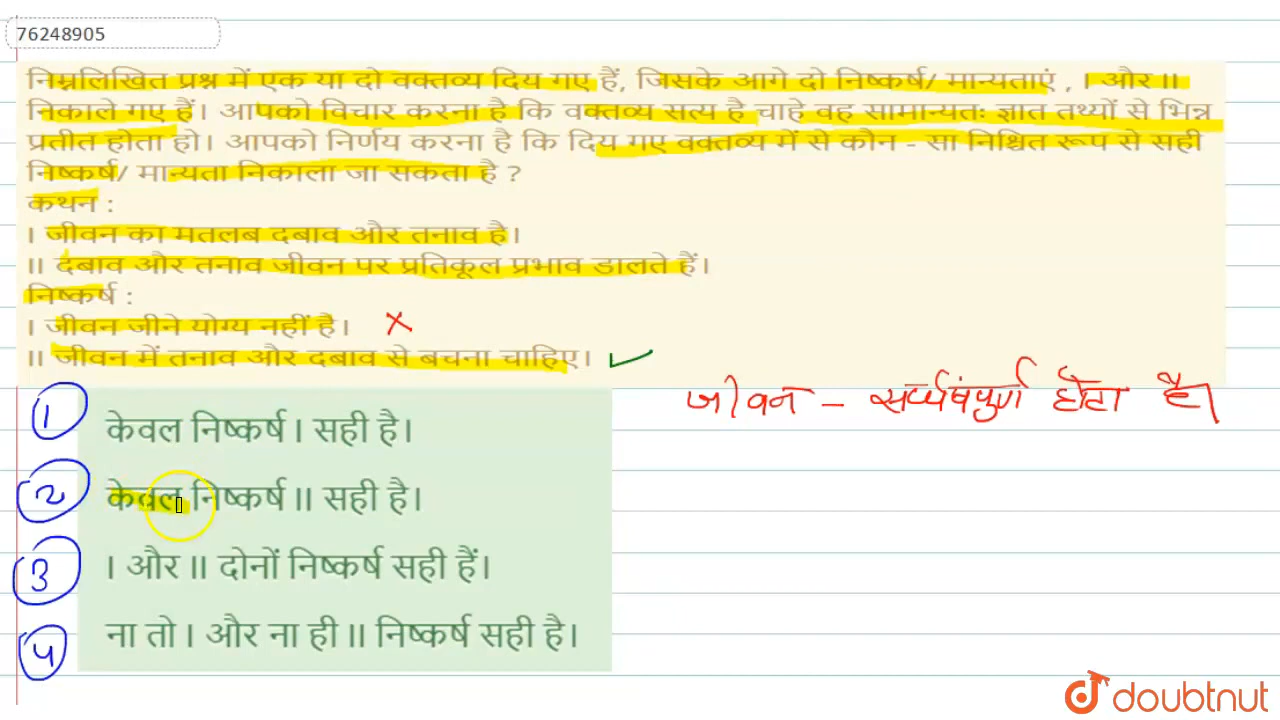 76248905
निम्नलिखित प्रश्न में एक या दो वक्तव्य दिय गए हैं, जिसके आगे दो निष्कर्ष/ मान्यताएं , I और II
निकाले गए हैं। आपको विचार करना है कि वक्तव्य सत्य है चाहे वह सामान्यतः ज्ञात तथ्यों से भिन्न
प्रतीत होता हो। आपको निर्णय करना है कि दिय गए वक्तव्य में से कौन - सा निश्चित रूप से सही
निष्कर्ष/ मान्यता निकाला जा सकता है ?
कथन :
I जीवन का मतलब दबाव और तनाव है।
II दबाव और तनाव जीवन पर प्रतिकूल प्रभाव डालते हैं।
निष्कर्ष :
I जीवन जीने योग्य नहीं है। ×
II जीवन में तनाव और दबाव से बचना चाहिए। ✓
जीवन - होता है।
1 केवल निष्कर्ष I सही है।
2 केवल निष्कर्ष II सही है।
3 I और II दोनों निष्कर्ष सही हैं।
4 ना तो I और ना ही II निष्कर्ष सही है।
doubtnut